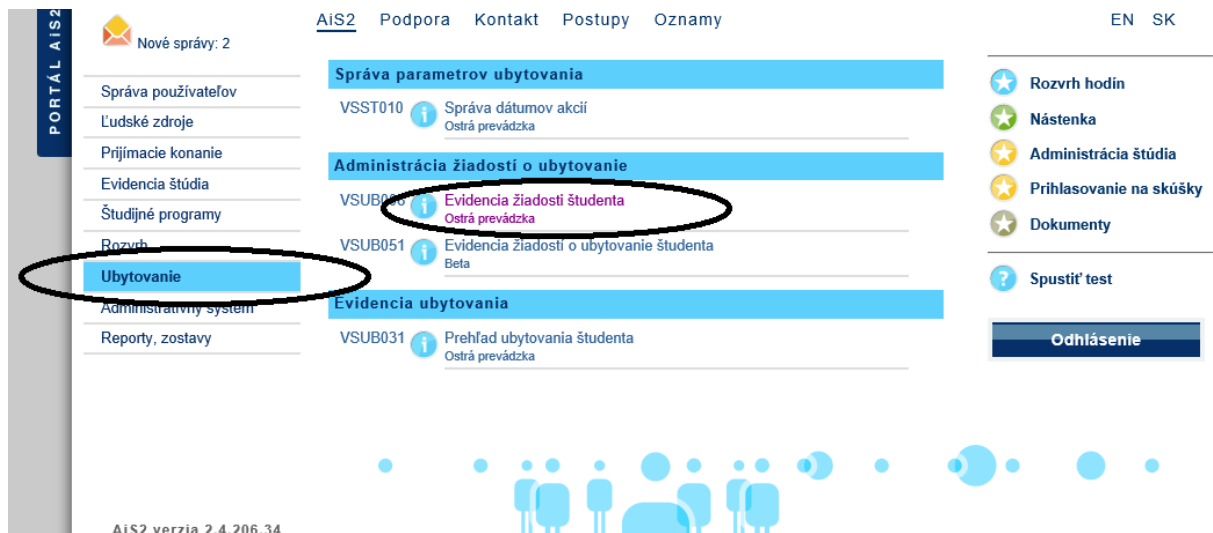 PORTÁL AiS2
Nové správy: 2
AiS2 Podpora Kontakt Postupy Oznamy
EN SK
Správa používateľov
Ľudské zdroje
Prijímacie konanie
Evidencia štúdia
Študijné programy
Rozvrh
Ubytovanie
Administratívny systém
Reporty, zostavy
Správa parametrov ubytovania
VSST010 Správa dátumov akcií
Ostrá prevádzka
Administrácia žiadostí o ubytovanie
VSUB006 Evidencia žiadosti študenta
Ostrá prevádzka
VSUB051 Evidencia žiadostí o ubytovanie študenta
Beta
Evidencia ubytovania
VSUB031 Prehľad ubytovania študenta
Ostrá prevádzka
Rozvrh hodín
Nástenka
Administrácia štúdia
Prihlasovanie na skúšky
Dokumenty
Spustiť test
Odhlásenie
AiS2 verzia 2.4.206.34